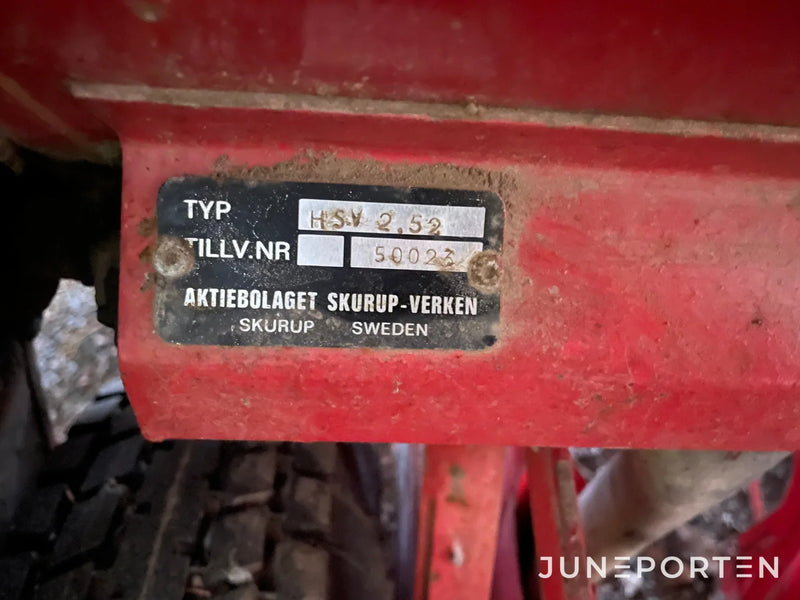 TYP HSV 2,52
TILLV.NR 50023
AKTIEBOLAGET SKURUP-VERKEN
SKURUP SWEDEN
JUNEPORTEN